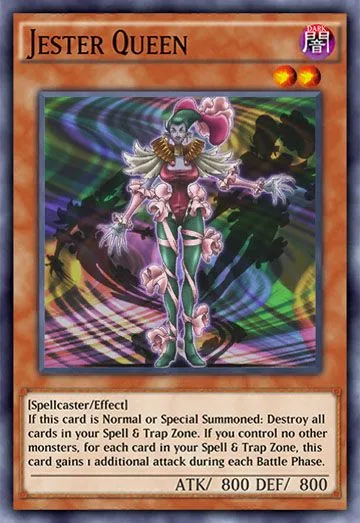 JESTER QUEEN
DARK
闇
[Spellcaster/Effect]
If this card is Normal or Special Summoned: Destroy all
cards in your Spell & Trap Zone. If you control no other
monsters, for each card in your Spell & Trap Zone, this
card gains 1 additional attack during each Battle Phase.
ATK/ 800 DEF/ 800